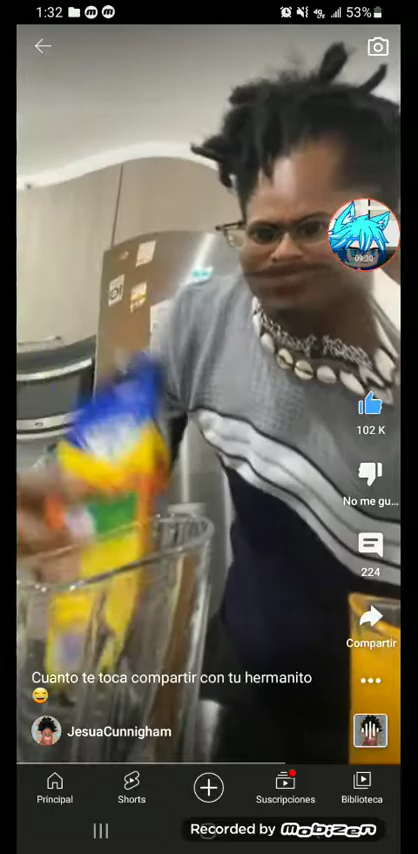 1:32
4G
53%
09:30
102 K
No me gu...
224
Compartir
Cuanto te toca compartir con tu hermanito
JesuaCunnigham
Principal
Shorts
Suscripciones
Biblioteca
Recorded by mobizen